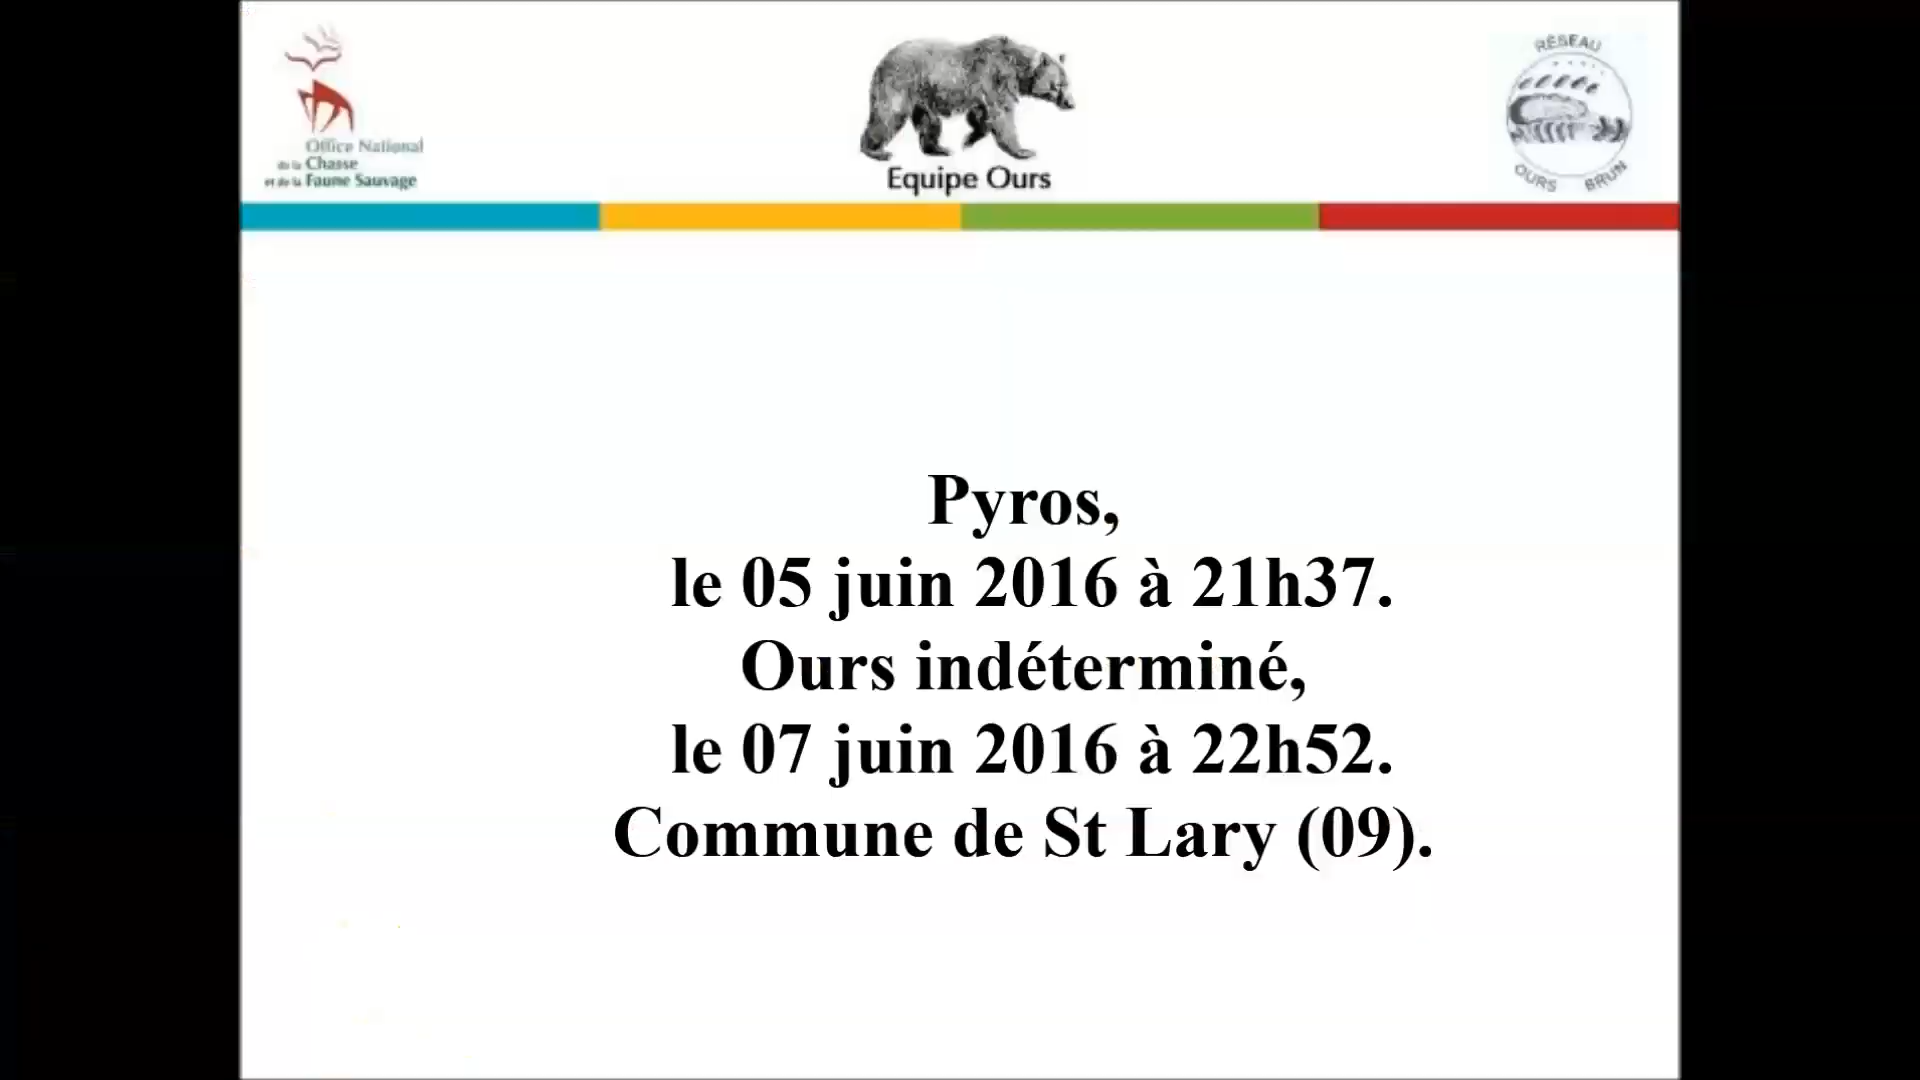 Office National
de la Chasse
et de la Faune Sauvage
Equipe Ours
RÉSEAU
OURS BRUN
Pyros,
le 05 juin 2016 à 21h37.
Ours indéterminé,
le 07 juin 2016 à 22h52.
Commune de St Lary (09).